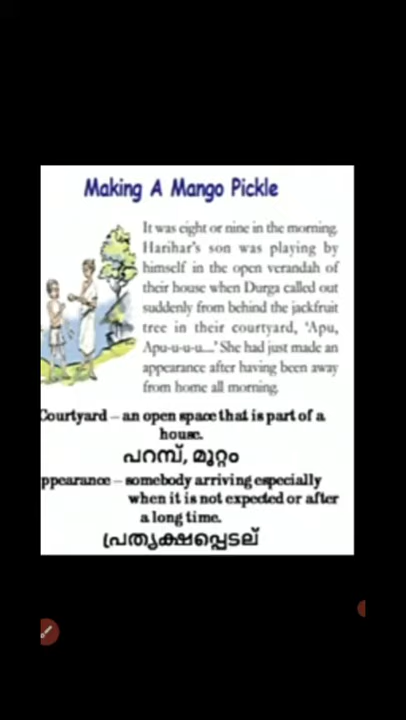 Making A Mango Pickle
It was eight or nine in the morning.
Harihar's son was playing by
himself in the open verandah of
their house when Durga called out
suddenly from behind the jackfruit
tree in their courtyard, 'Apu,
Apu-u-u-u....' She had just made an
appearance after having been away
from home all morning.
Courtyard – an open space that is part of a
house.
പറമ്പ്, മുറ്റം
ppearance – somebody arriving especially
when it is not expected or after
a long time.
പ്രത്യക്ഷപ്പെടല്